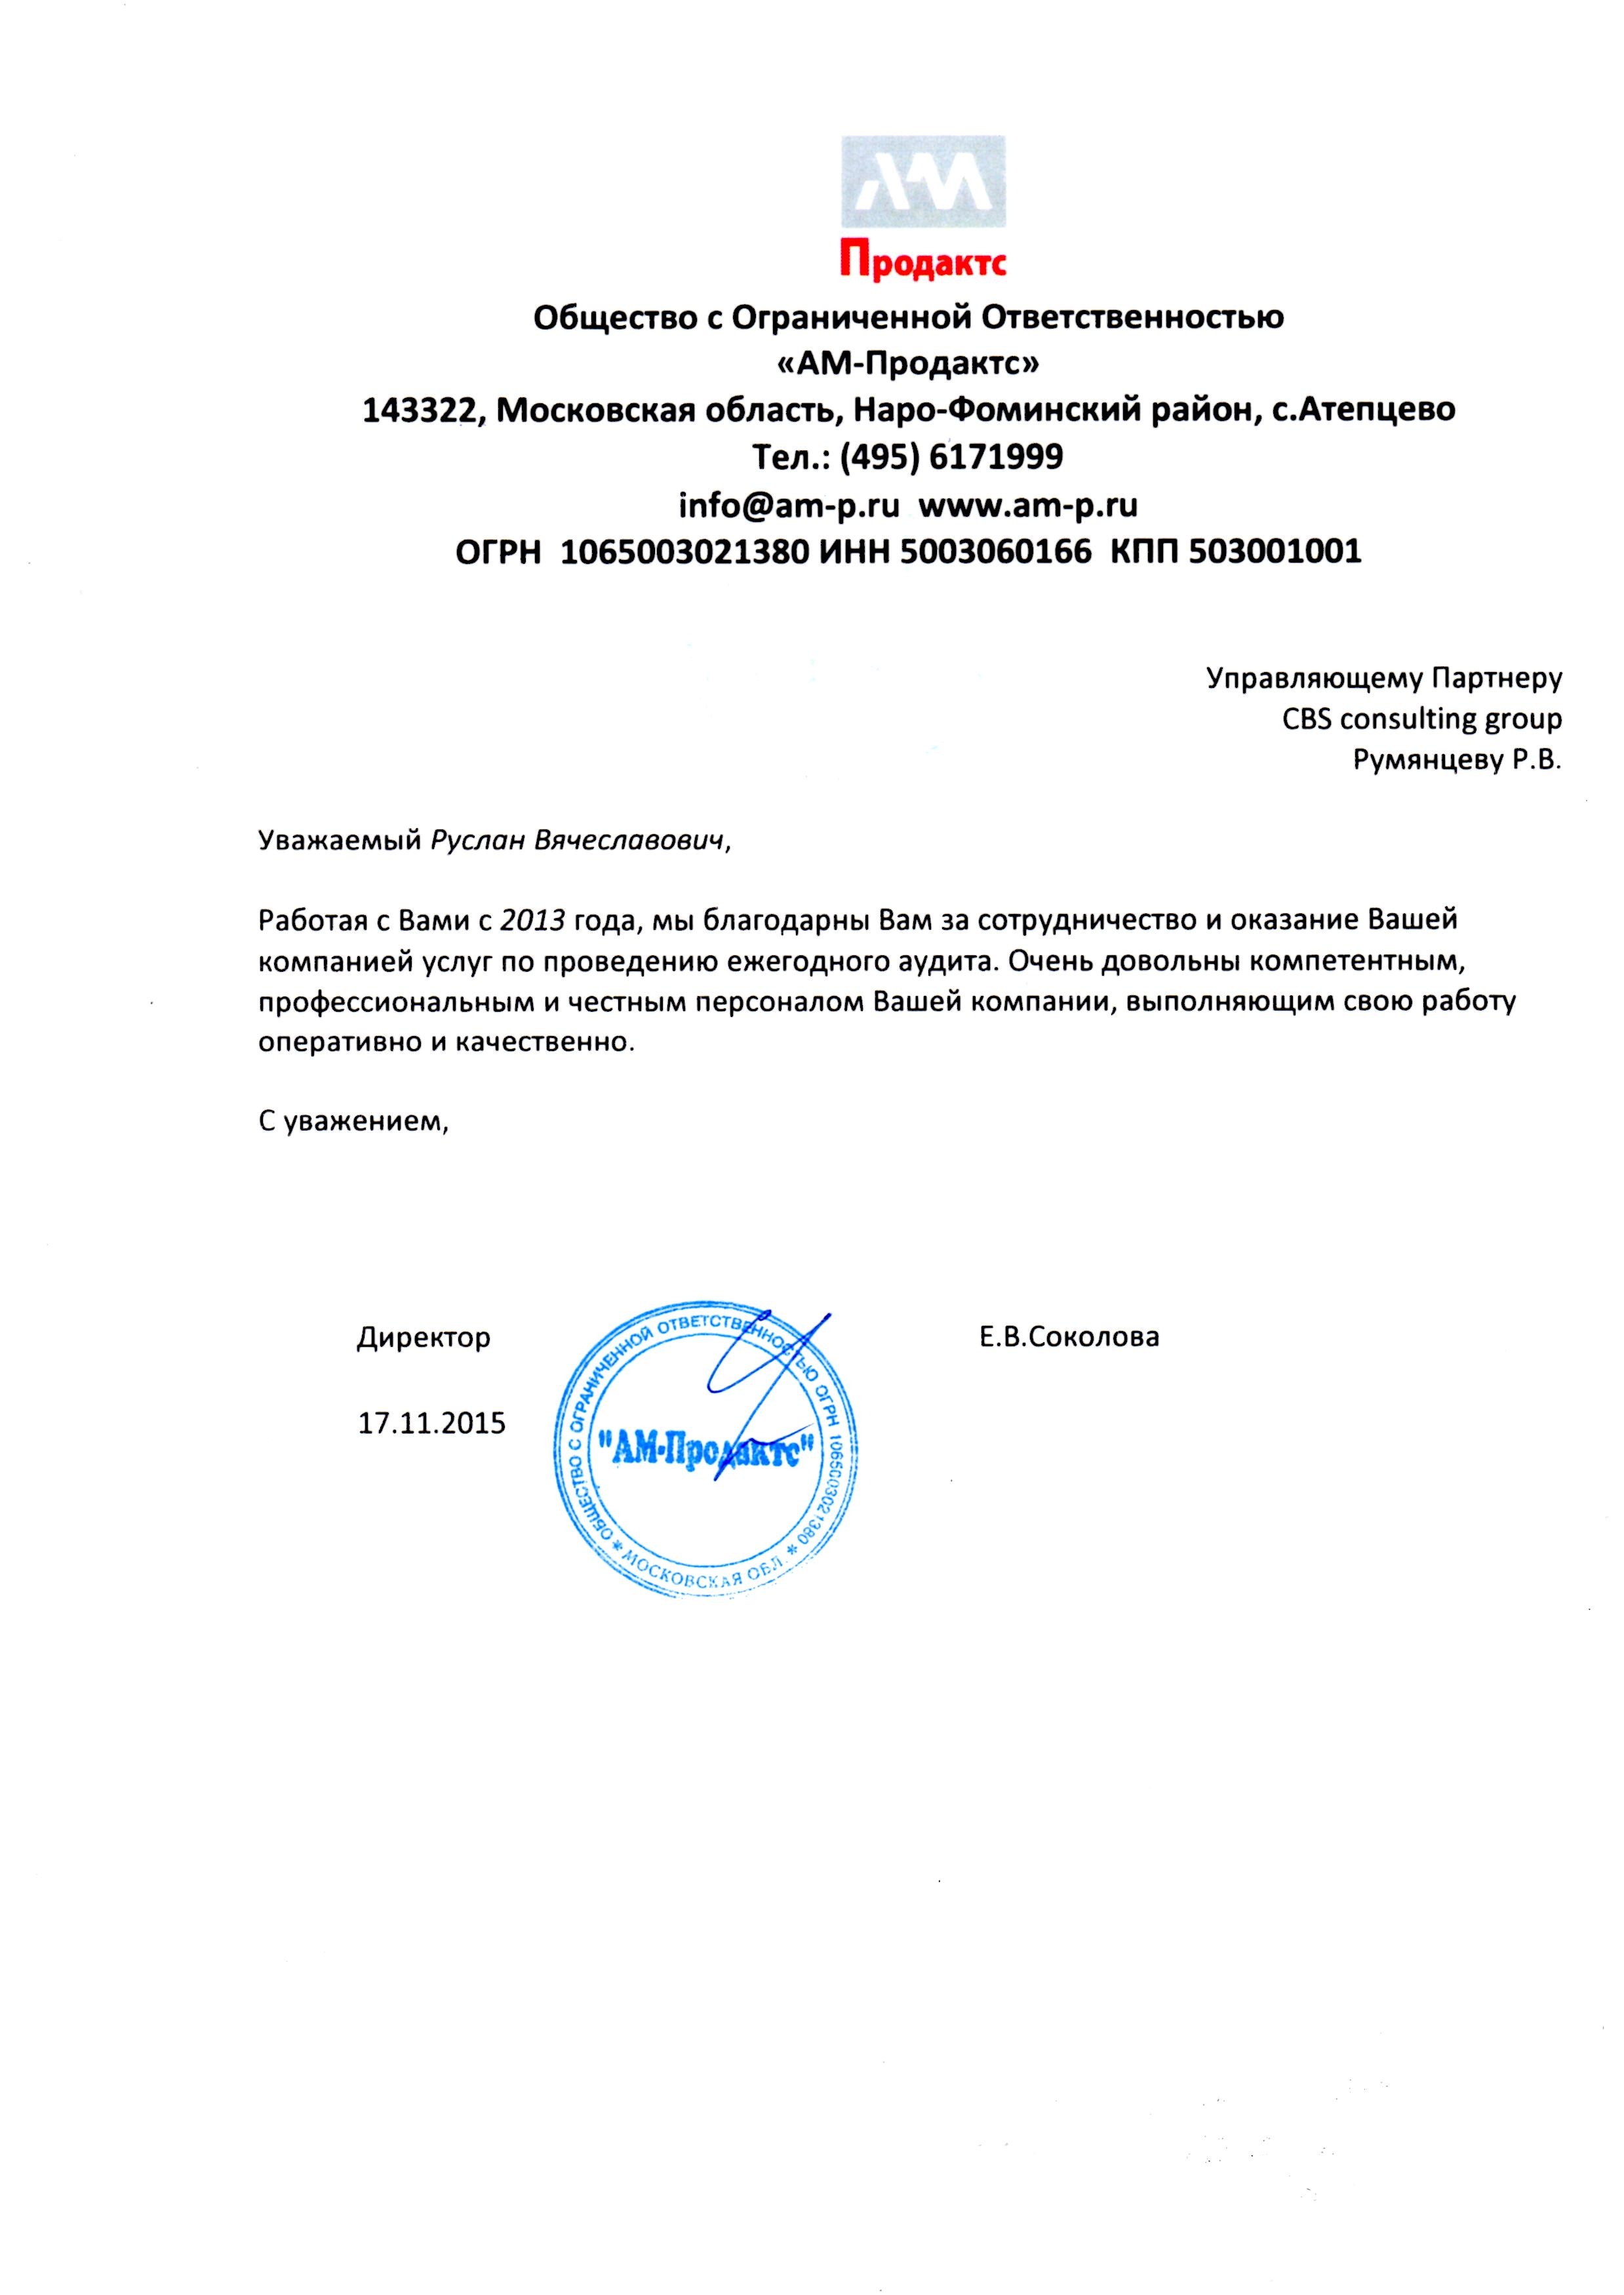 АМ
Продактс
Общество с Ограниченной Ответственностью
«АМ-Продактс»
143322, Московская область, Наро-Фоминский район, с.Атепцево
Тел.: (495) 6171999
info@am-p.ru www.am-p.ru
ОГРН 1065003021380 ИНН 5003060166 КПП 503001001
Управляющему Партнеру
CBS consulting group
Румянцеву Р.В.
Уважаемый Руслан Вячеславович,
Работая с Вами с 2013 года, мы благодарны Вам за сотрудничество и оказание Вашей
компанией услуг по проведению ежегодного аудита. Очень довольны компетентным,
профессиональным и честным персоналом Вашей компании, выполняющим свою работу
оперативно и качественно.
С уважением,
Директор
Е.В.Соколова
17.11.2015
ОБЩЕСТВО С ОГРАНИЧЕННОЙ ОТВЕТСТВЕННОСТЬЮ ОГРН 1065003021380
"АМ-Продактс"
* МОСКОВСКАЯ ОБЛ. *